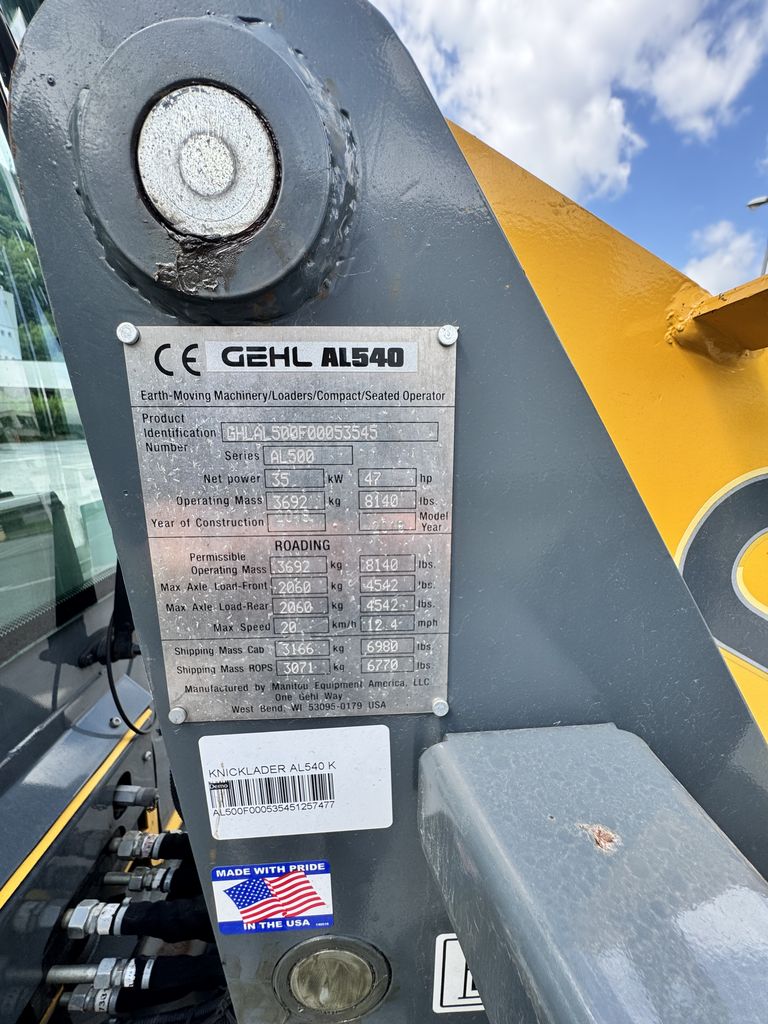 CE GEHL AL540
Earth-Moving Machinery/Loaders/Compact/Seated Operator
Product
Identification GHLAL500F00053545
Number
Series AL500
Net power 35 kW 47 hp
Operating Mass 3692 kg 8140 lbs.
Year of Construction Model
Year
ROADING
Permissible
Operating Mass 3692 kg 8140 lbs.
Max Axle Load-Front 2060 kg 4542 lbs.
Max Axle Load-Rear 2060 kg 4542 lbs.
Max Speed 20 km/h 12.4 mph
Shipping Mass Cab 3166 kg 6980 lbs.
Shipping Mass ROPS 3071 kg 6770 lbs.
Manufactured by Manitou Equipment America, LLC
One Gehl Way
West Bend, WI 53095-0179 USA
KNICKLADER AL540 K
Demo
AL500F000535451257477
MADE WITH PRIDE
IN THE USA